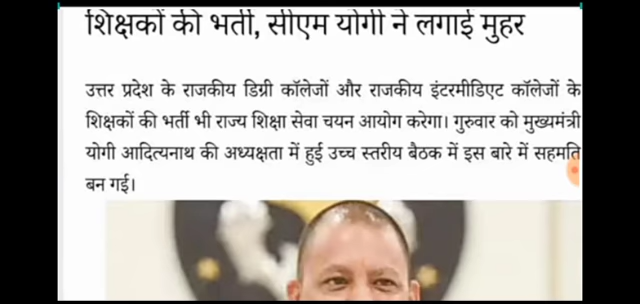 शिक्षकों की भर्ती, सीएम योगी ने लगाई मुहर
उत्तर प्रदेश के राजकीय डिग्री कॉलेजों और राजकीय इंटरमीडिएट कॉलेजों के
शिक्षकों की भर्ती भी राज्य शिक्षा सेवा चयन आयोग करेगा। गुरुवार को मुख्यमंत्री
योगी आदित्यनाथ की अध्यक्षता में हुई उच्च स्तरीय बैठक में इस बारे में सहमति
बन गई।